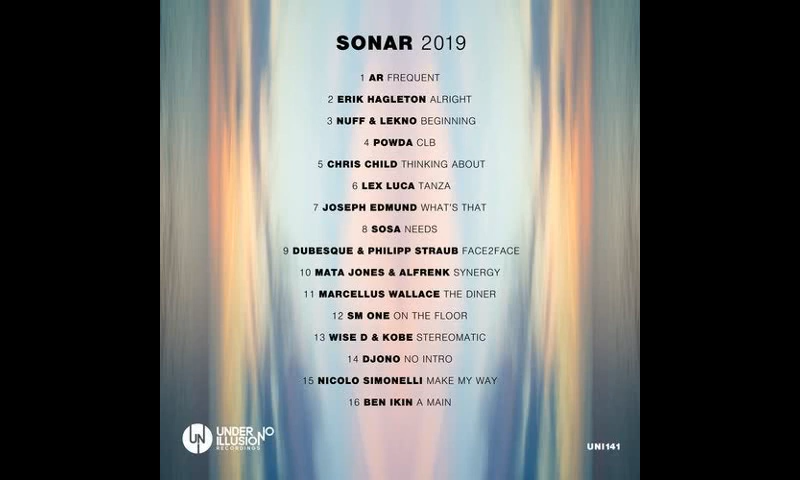 SONAR 2019
1 AR FREQUENT
2 ERIK HAGLETON ALRIGHT
3 NUFF & LEKNO BEGINNING
4 POWDA CLB
5 CHRIS CHILD THINKING ABOUT
6 LEX LUCA TANZA
7 JOSEPH EDMUND WHAT'S THAT
8 SOSA NEEDS
9 DUBESQUE & PHILIPP STRAUB FACE2FACE
10 MATA JONES & ALFRENK SYNERGY
11 MARCELLUS WALLACE THE DINER
12 SM ONE ON THE FLOOR
13 WISE D & KOBE STEREOMATIC
14 DJONO NO INTRO
15 NICOLO SIMONELLI MAKE MY WAY
16 BEN IKIN A MAIN
UN
UNDER NO
ILLUSION
RECORDINGS
UNI141